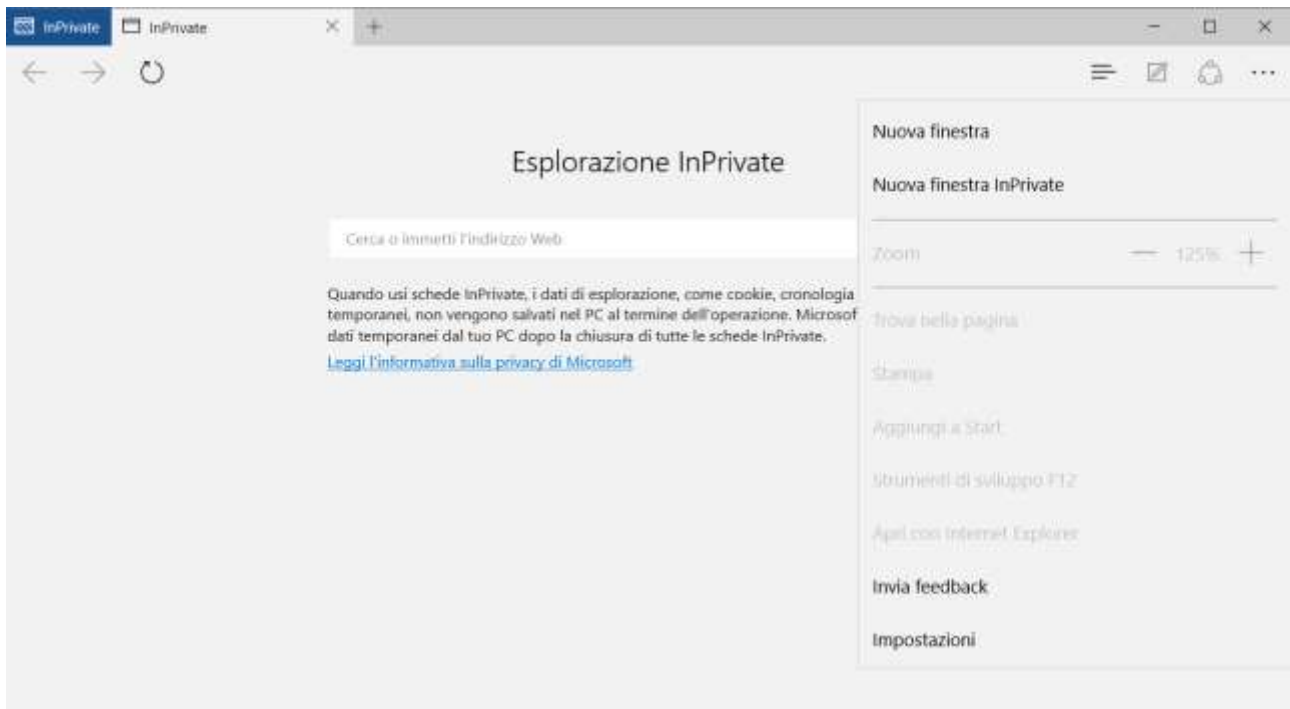 InPrivate
InPrivate
Esplorazione InPrivate
Cerca o immetti l'indirizzo Web
Quando usi schede InPrivate, i dati di esplorazione, come cookie, cronologia
temporanei, non vengono salvati nel PC al termine dell'operazione. Microsof
dati temporanei dal tuo PC dopo la chiusura di tutte le schede InPrivate.
Leggi l'informativa sulla privacy di Microsoft
Nuova finestra
Nuova finestra InPrivate
Zoom — 125% +
Trova nella pagina
Stampa
Aggiungi a Start
Strumenti di sviluppo F12
Apri con Internet Explorer
Invia feedback
Impostazioni